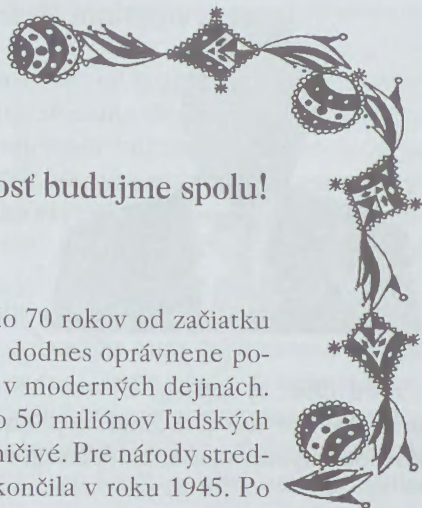 osť budujme spolu!
o 70 rokov od začiatku
dodnes oprávnene po-
v moderných dejinách.
o 50 miliónov ľudských
ničivé. Pre národy stred-
končila v roku 1945. Po